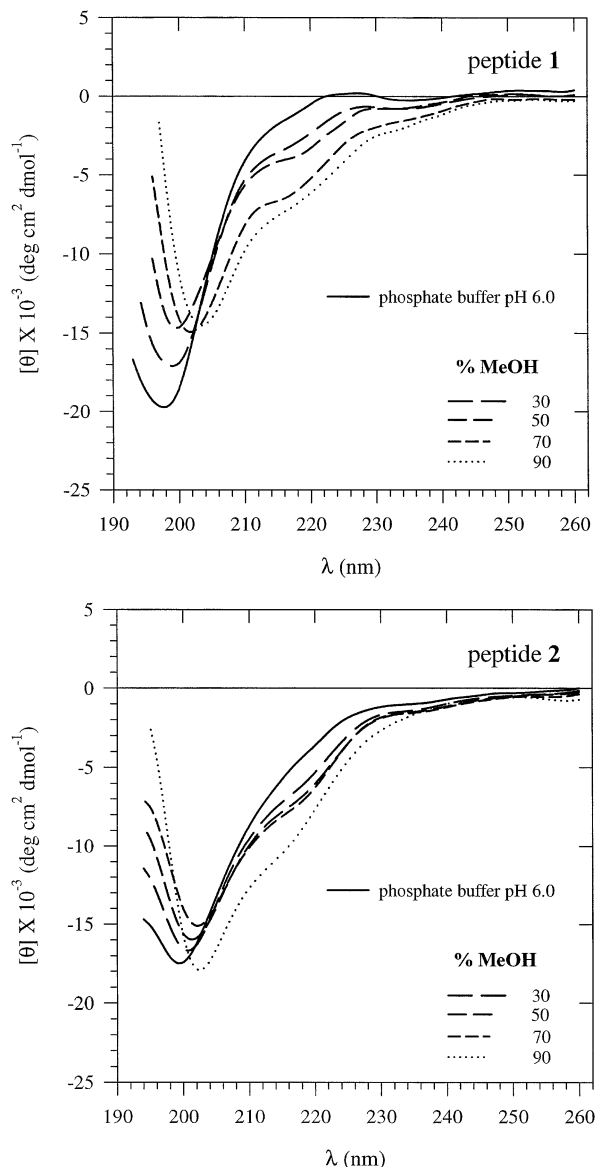 peptide 1
5
0
-5
-10
-15
-20
-25
[θ] X 10⁻³ (deg cm² dmol⁻¹)
phosphate buffer pH 6.0
% MeOH
30
50
70
90
190 200 210 220 230 240 250 260
λ (nm)
peptide 2
5
0
-5
-10
-15
-20
-25
[θ] X 10⁻³ (deg cm² dmol⁻¹)
phosphate buffer pH 6.0
% MeOH
30
50
70
90
190 200 210 220 230 240 250 260
λ (nm)